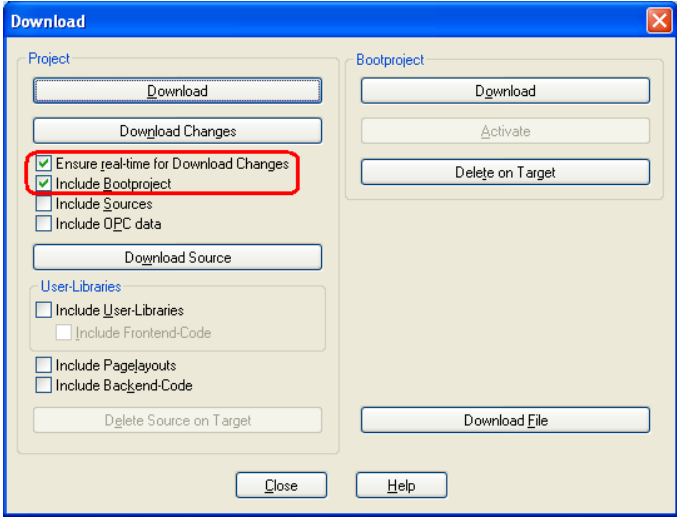 Download
Project
Download
Download Changes
Ensure real-time for Download Changes
Include Bootproject
Include Sources
Include OPC data
Download Source
User-Libraries
Include User-Libraries
Include Frontend-Code
Include Pagelayouts
Include Backend-Code
Delete Source on Target
Bootproject
Download
Activate
Delete on Target
Download File
Close
Help